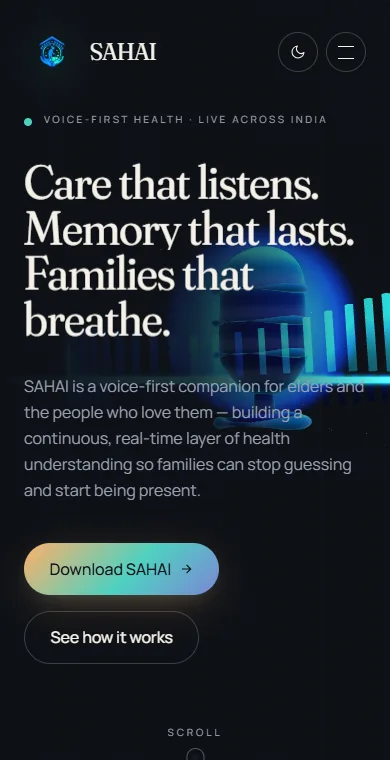 SAHAI
VOICE-FIRST HEALTH · LIVE ACROSS INDIA
Care that listens.
Memory that lasts.
Families that
breathe.
SAHAI is a voice-first companion for elders and
the people who love them — building a
continuous, real-time layer of health
understanding so families can stop guessing
and start being present.
Download SAHAI →
See how it works
SCROLL